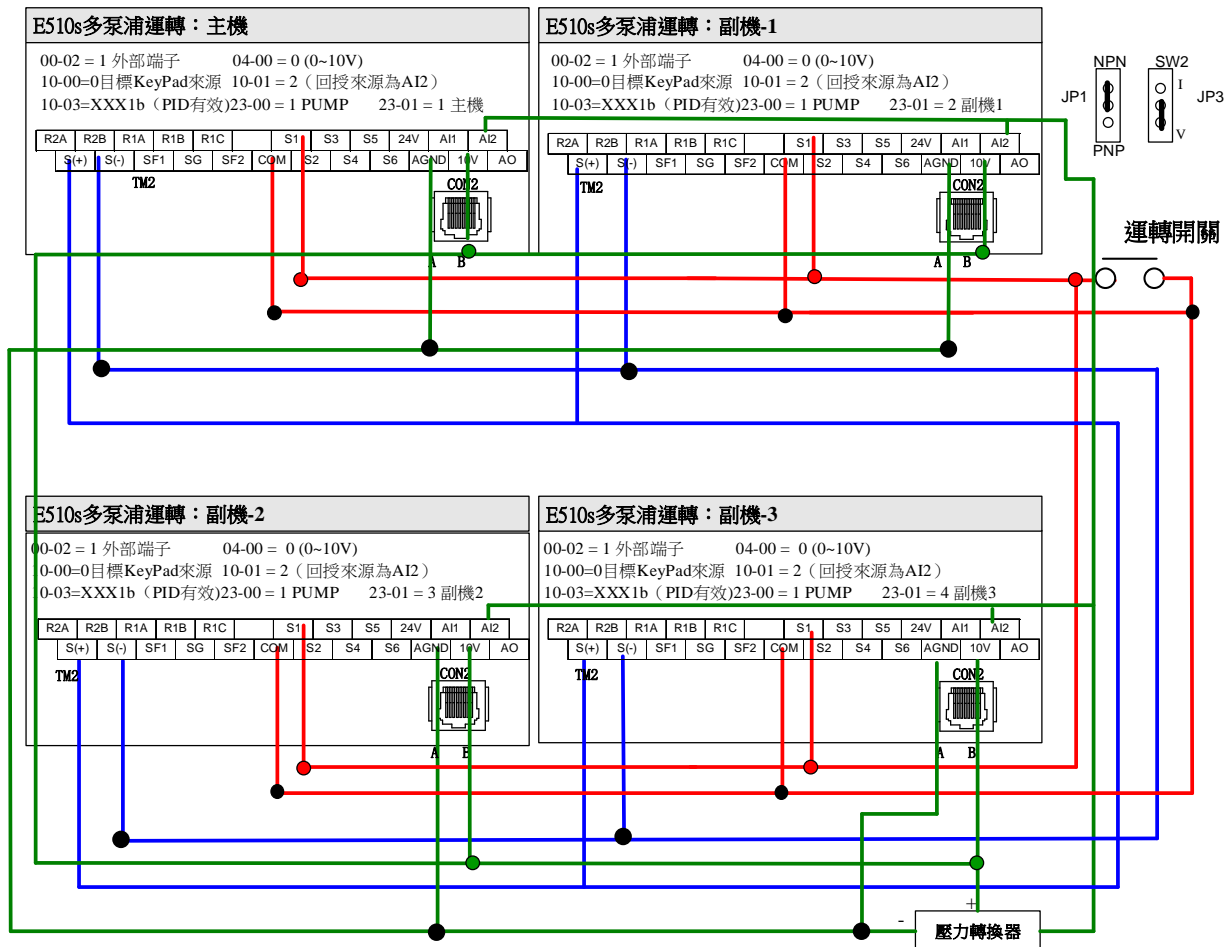 E510s多泵浦運轉：主機
00-02 = 1 外部端子 04-00 = 0 (0~10V)
10-00=0目標KeyPad來源 10-01 = 2（回授來源為AI2）
10-03=XXX1b（PID有效)23-00 = 1 PUMP 23-01 = 1 主機
R2A R2B R1A R1B R1C S1 S3 S5 24V AI1 AI2
S(+) S(-) SF1 SG SF2 COM S2 S4 S6 AGND 10V AO
TM2
CON2
A B
E510s多泵浦運轉：副機-1
00-02 = 1 外部端子 04-00 = 0 (0~10V)
10-00=0目標KeyPad來源 10-01 = 2（回授來源為AI2）
10-03=XXX1b（PID有效)23-00 = 1 PUMP 23-01 = 2 副機1
R2A R2B R1A R1B R1C S1 S3 S5 24V AI1 AI2
S(+) S(-) SF1 SG SF2 COM S2 S4 S6 AGND 10V AO
TM2
CON2
A B
NPN SW2
JP1 I JP3
V
PNP
運轉開關
E510s多泵浦運轉：副機-2
00-02 = 1 外部端子 04-00 = 0 (0~10V)
10-00=0目標KeyPad來源 10-01 = 2（回授來源為AI2）
10-03=XXX1b（PID有效)23-00 = 1 PUMP 23-01 = 3 副機2
R2A R2B R1A R1B R1C S1 S3 S5 24V AI1 AI2
S(+) S(-) SF1 SG SF2 COM S2 S4 S6 AGND 10V AO
TM2
CON2
A B
E510s多泵浦運轉：副機-3
00-02 = 1 外部端子 04-00 = 0 (0~10V)
10-00=0目標KeyPad來源 10-01 = 2（回授來源為AI2）
10-03=XXX1b（PID有效)23-00 = 1 PUMP 23-01 = 4 副機3
R2A R2B R1A R1B R1C S1 S3 S5 24V AI1 AI2
S(+) S(-) SF1 SG SF2 COM S2 S4 S6 AGND 10V AO
TM2
CON2
A B
+
-
壓力轉換器